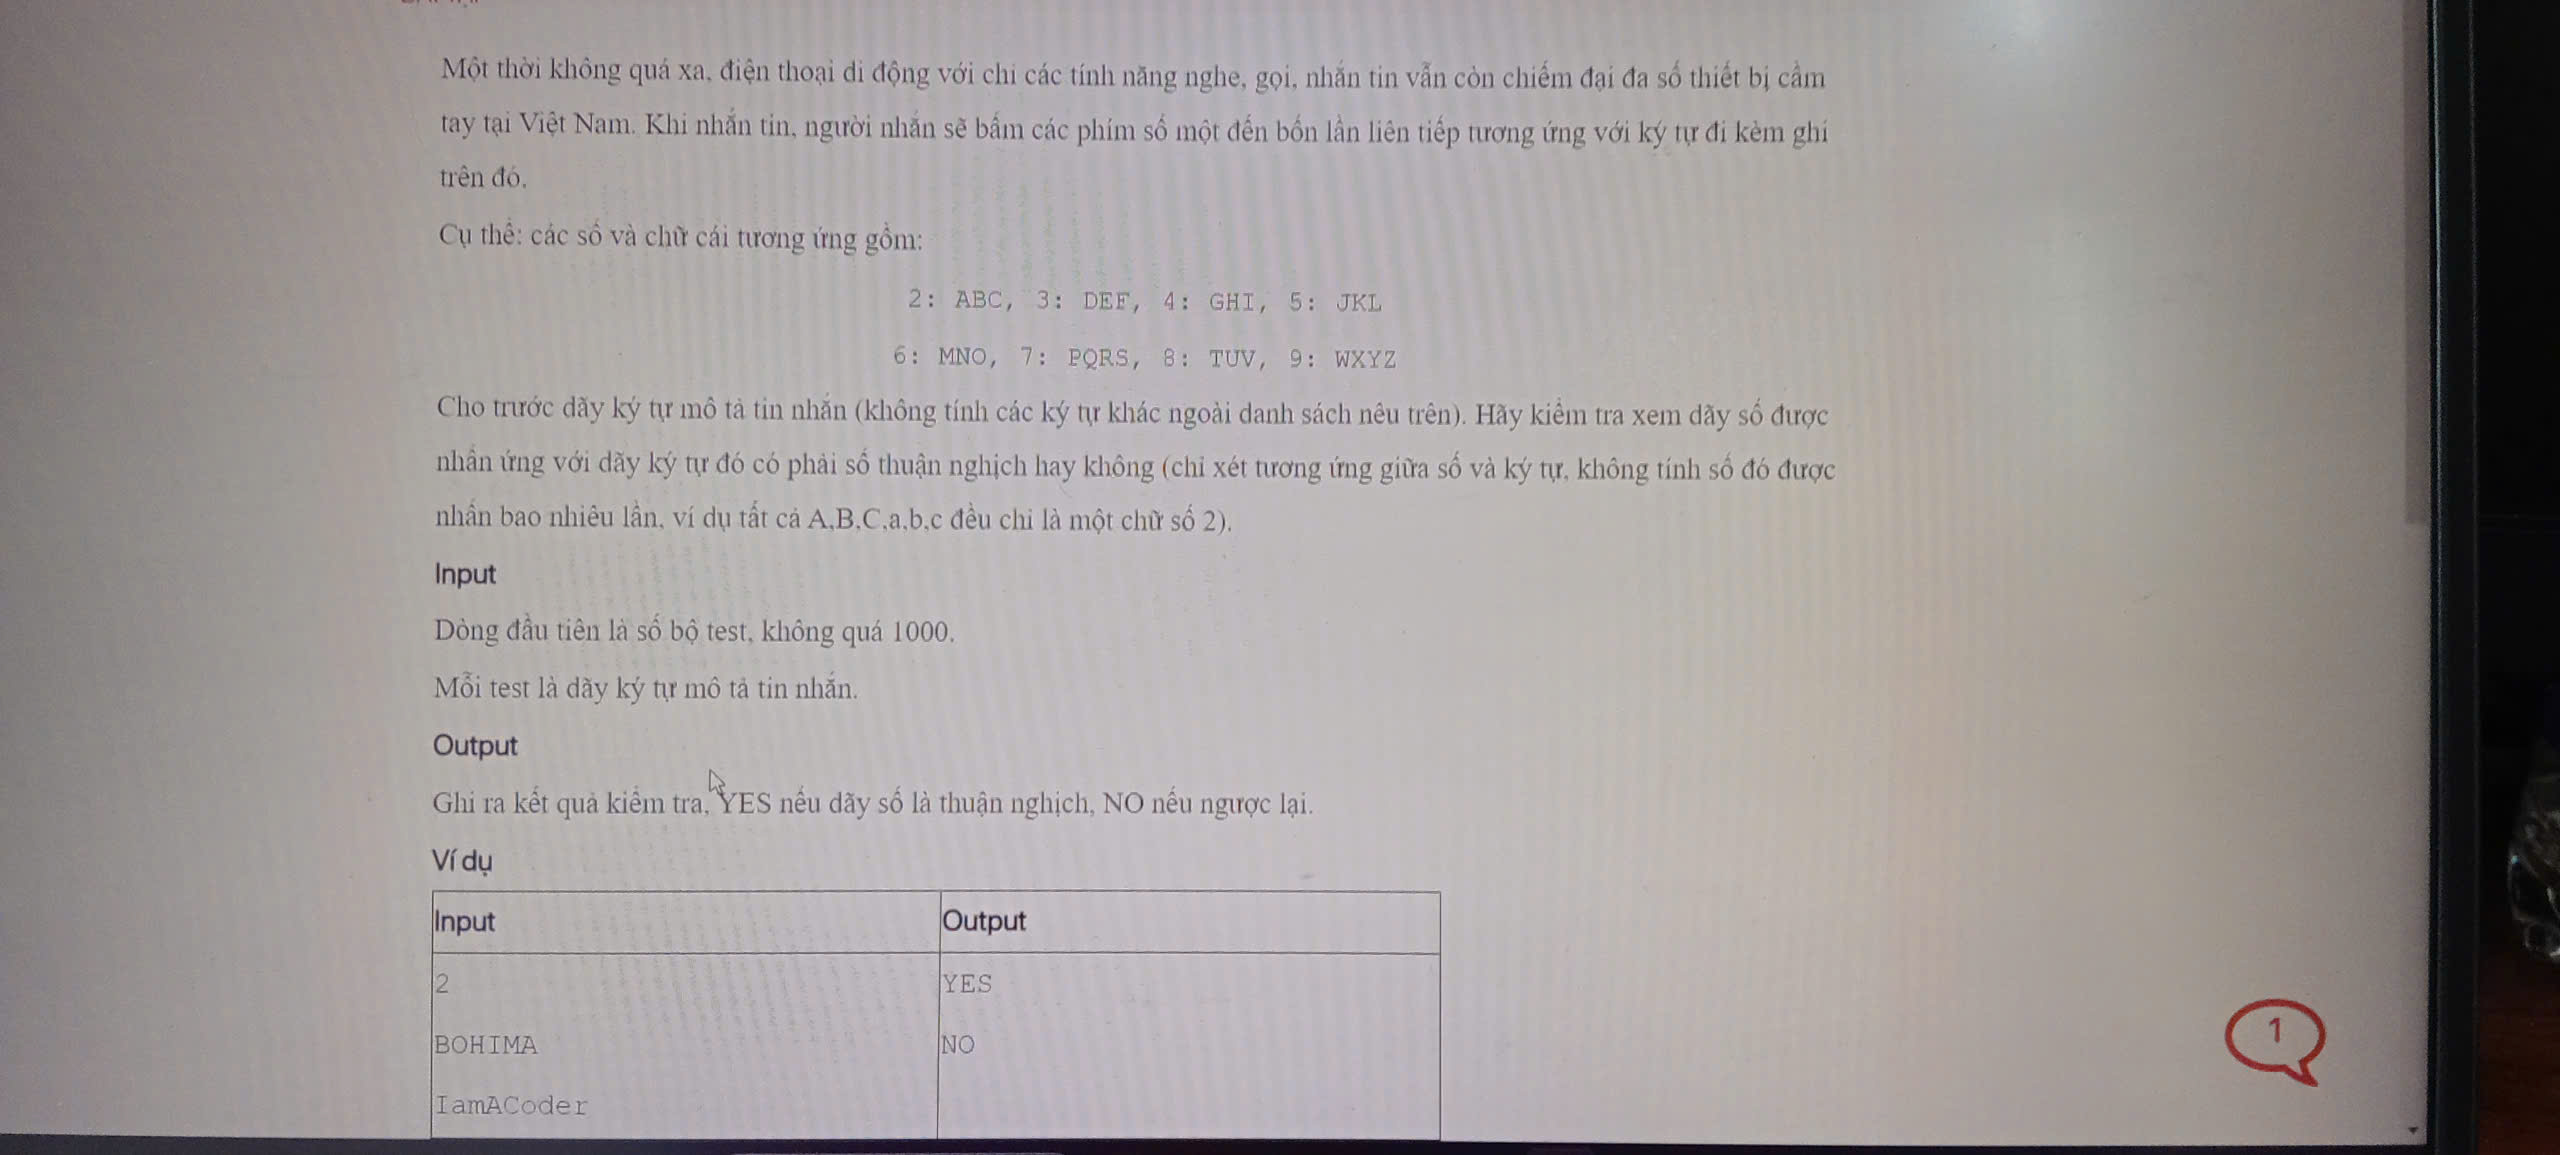 Một thời không quá xa, điện thoại di động với chỉ các tính năng nghe, gọi, nhắn tin vẫn còn chiếm đại đa số thiết bị cầm
tay tại Việt Nam. Khi nhắn tin, người nhắn sẽ bấm các phím số một đến bốn lần liên tiếp tương ứng với ký tự đi kèm ghi
trên đó.
Cụ thể: các số và chữ cái tương ứng gồm:
2: ABC, 3: DEF, 4: GHI, 5: JKL
6: MNO, 7: PQRS, 8: TUV, 9: WXYZ
Cho trước dãy ký tự mô tả tin nhắn (không tính các ký tự khác ngoài danh sách nêu trên). Hãy kiểm tra xem dãy số được
nhấn ứng với dãy ký tự đó có phải số thuận nghịch hay không (chỉ xét tương ứng giữa số và ký tự, không tính số đó được
nhấn bao nhiêu lần, ví dụ tất cả A,B,C,a,b,c đều chỉ là một chữ số 2).
Input
Dòng đầu tiên là số bộ test, không quá 1000.
Mỗi test là dãy ký tự mô tả tin nhắn.
Output
Ghi ra kết quả kiểm tra, YES nếu dãy số là thuận nghịch, NO nếu ngược lại.
Ví dụ
Input Output
2 YES
BOHIMA NO
IamACoder
1